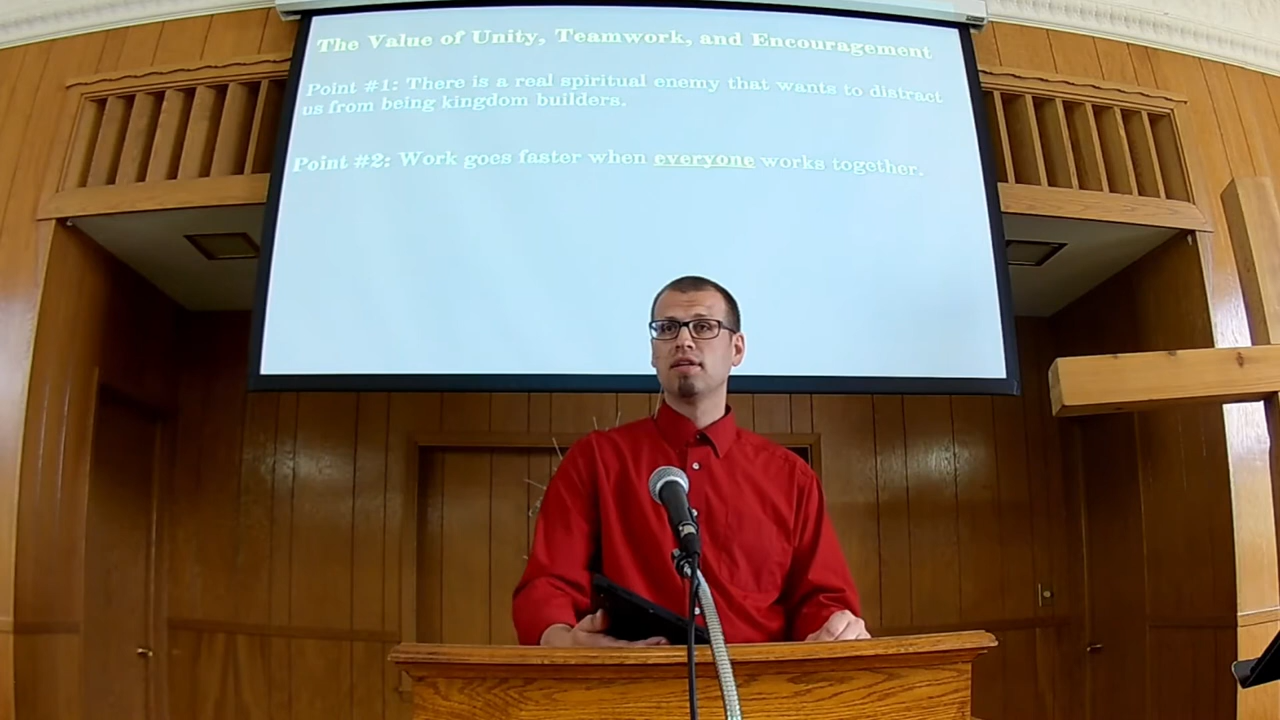 The Value of Unity, Teamwork, and Encouragement
Point #1: There is a real spiritual enemy that wants to distract
us from being kingdom builders.
Point #2: Work goes faster when everyone works together.